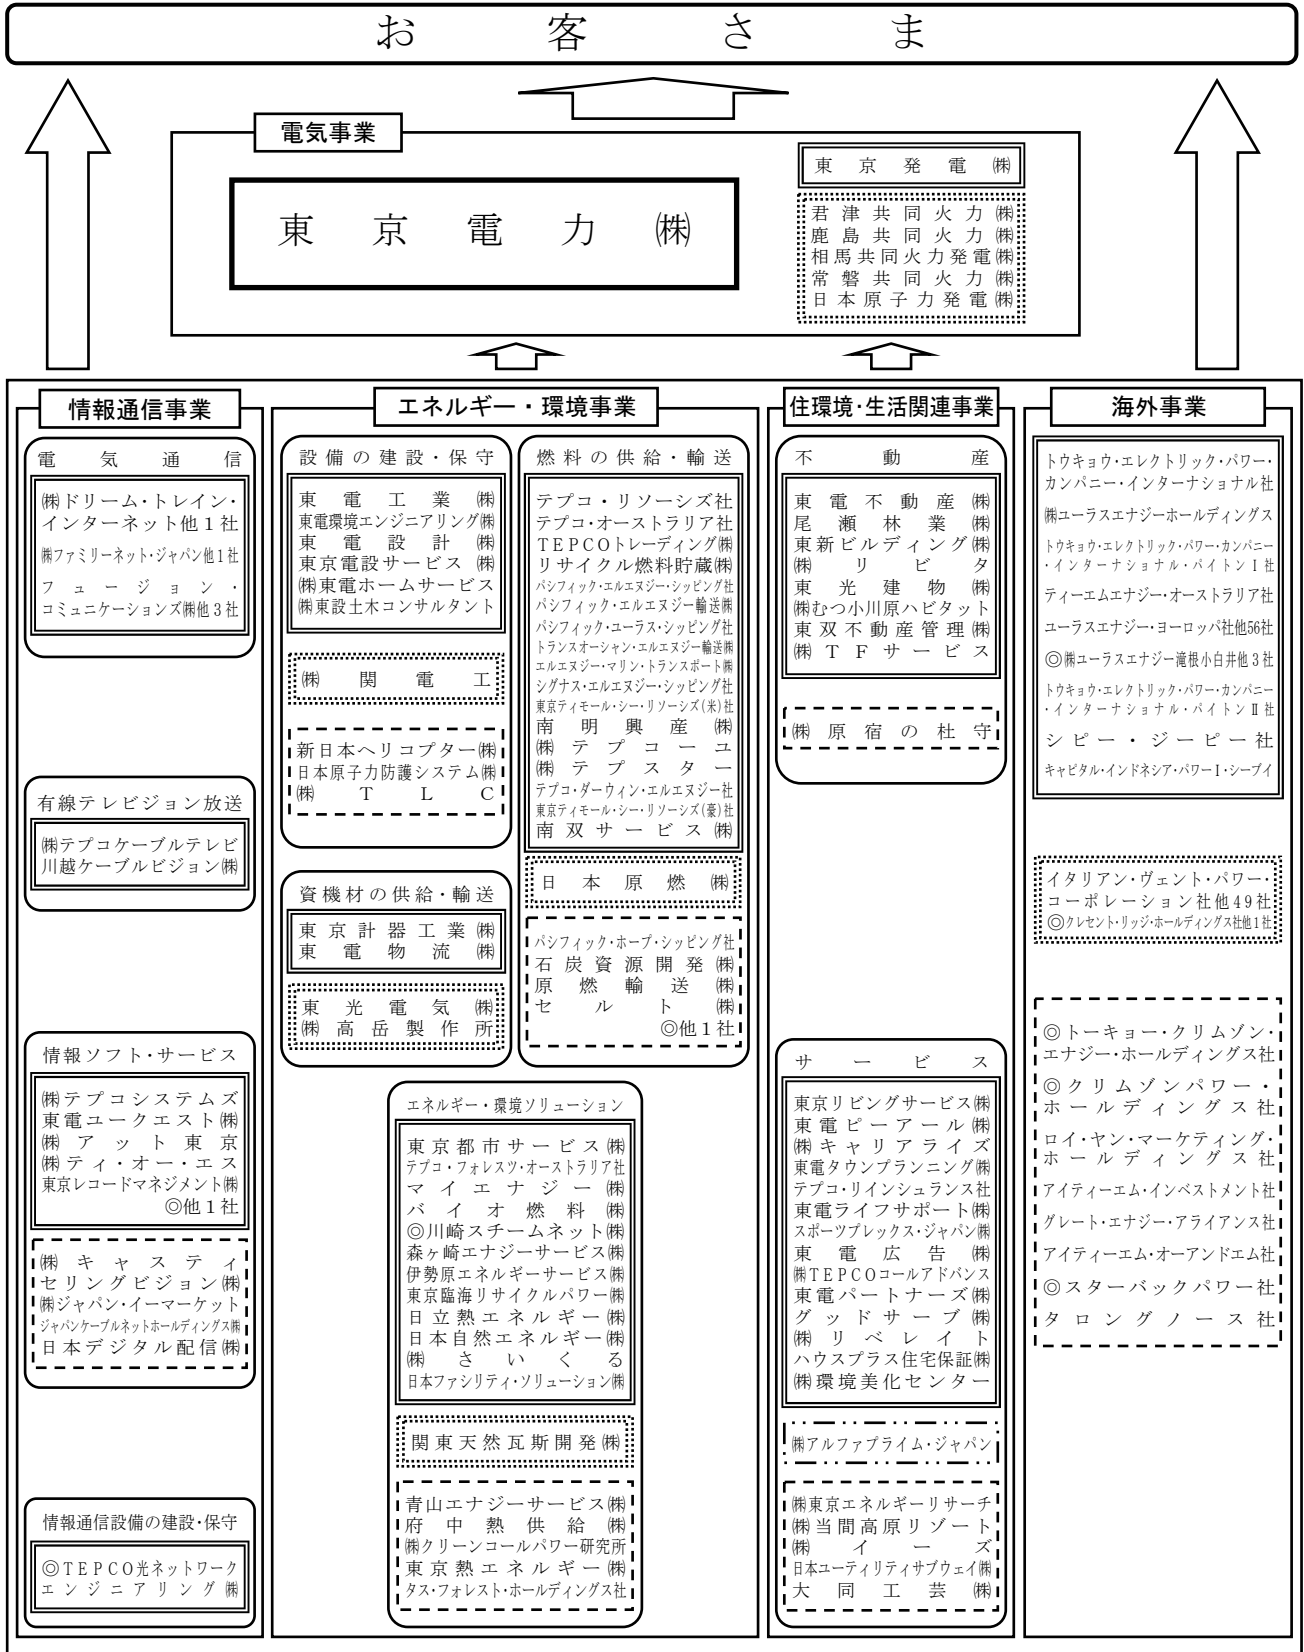 お客さま
電気事業
東京電力㈱
東京発電㈱
君津共同火力㈱
鹿島共同火力㈱
相馬共同火力発電㈱
常磐共同火力㈱
日本原子力発電㈱
情報通信事業
電気通信
㈱ドリーム・トレイン・
インターネット他１社
㈱ファミリーネット・ジャパン他１社
フュージョン・
コミュニケーションズ㈱他３社
有線テレビジョン放送
㈱テプコケーブルテレビ
川越ケーブルビジョン㈱
情報ソフト・サービス
㈱テプコシステムズ
東電ユークエスト㈱
㈱アット東京
㈱ティ・オー・エス
東京レコードマネジメント㈱
◎他１社
㈱キャスティ
セリングビジョン㈱
㈱ジャパン・イーマーケット
ジャパンケーブルネットホールディングス㈱
日本デジタル配信㈱
情報通信設備の建設・保守
◎TEPCO光ネットワーク
エンジニアリング㈱
エネルギー・環境事業
設備の建設・保守
東電工業㈱
東電環境エンジニアリング㈱
東電設計㈱
東京電設サービス㈱
㈱東電ホームサービス
㈱東設土木コンサルタント
㈱関電工
新日本ヘリコプター㈱
日本原子力防護システム㈱
㈱ＴＬＣ
資機材の供給・輸送
東京計器工業㈱
東電物流㈱
東光電気㈱
㈱高岳製作所
燃料の供給・輸送
テプコ・リソーシズ社
テプコ・オーストラリア社
TEPCOトレーディング㈱
リサイクル燃料貯蔵㈱
パシフィック・エルエヌジー・シッピング社
パシフィック・エルエヌジー輸送㈱
パシフィック・ユーラス・シッピング社
トランスオーシャン・エルエヌジー輸送㈱
エルエヌジー・マリン・トランスポート㈱
シグナス・エルエヌジー・シッピング社
東京ティモール・シー・リソーシズ(米)社
南明興産㈱
㈱テプコーユ
㈱テプスター
テプコ・ダーウィン・エルエヌジー社
東京ティモール・シー・リソーシズ(豪)社
南双サービス㈱
日本原燃㈱
パシフィック・ホープ・シッピング社
石炭資源開発㈱
原燃輸送㈱
セルト㈱
◎他１社
エネルギー・環境ソリューション
東京都市サービス㈱
テプコ・フォレスツ・オーストラリア社
マイエナジー㈱
バイオ燃料㈱
◎川崎スチームネット㈱
森ヶ崎エナジーサービス㈱
伊勢原エネルギーサービス㈱
東京臨海リサイクルパワー㈱
日立熱エネルギー㈱
日本自然エネルギー㈱
㈱さいくる
日本ファシリティ・ソリューション㈱
関東天然瓦斯開発㈱
青山エナジーサービス㈱
府中熱供給㈱
㈱クリーンコールパワー研究所
東京熱エネルギー㈱
タス・フォレスト・ホールディングス社
住環境・生活関連事業
不動産
東電不動産㈱
尾瀬林業㈱
東新ビルディング㈱
㈱リビタ
東光建物㈱
㈱むつ小川原ハビタット
東双不動産管理㈱
㈱ＴＦサービス
㈱原宿の杜守
サービス
東京リビングサービス㈱
東電ピーアール㈱
㈱キャリアライズ
東電タウンプランニング㈱
テプコ・リインシュランス社
東電ライフサポート㈱
スポーツプレックス・ジャパン㈱
東電広告㈱
㈱TEPCOコールアドバンス
東電パートナーズ㈱
グッドサーブ㈱
㈱リベレイト
ハウスプラス住宅保証㈱
㈱環境美化センター
㈱アルファプライム・ジャパン
㈱東京エネルギーリサーチ
㈱当間高原リゾート
㈱イーズ
日本ユーティリティサブウェイ㈱
大同工芸㈱
海外事業
トウキョウ・エレクトリック・パワー・
カンパニー・インターナショナル社
㈱ユーラスエナジーホールディングス
トウキョウ・エレクトリック・パワー・カンパニー
・インターナショナル・パイトンⅠ社
ティーエムエナジー・オーストラリア社
ユーラスエナジー・ヨーロッパ社他56社
◎㈱ユーラスエナジー滝根小白井他３社
トウキョウ・エレクトリック・パワー・カンパニー
・インターナショナル・パイトンⅡ社
シピー・ジーピー社
キャピタル・インドネシア・パワーⅠ・シーブイ
イタリアン・ヴェント・パワー・
コーポレーション社他49社
◎クレセント・リッジ・ホールディングス社他１社
◎トーキョー・クリムゾン・
エナジー・ホールディングス社
◎クリムゾンパワー・
ホールディングス社
ロイ・ヤン・マーケティング・
ホールディングス社
アイティーエム・インベストメント社
グレート・エナジー・アライアンス社
アイティーエム・オーアンドエム社
◎スターバックパワー社
タロングノース社